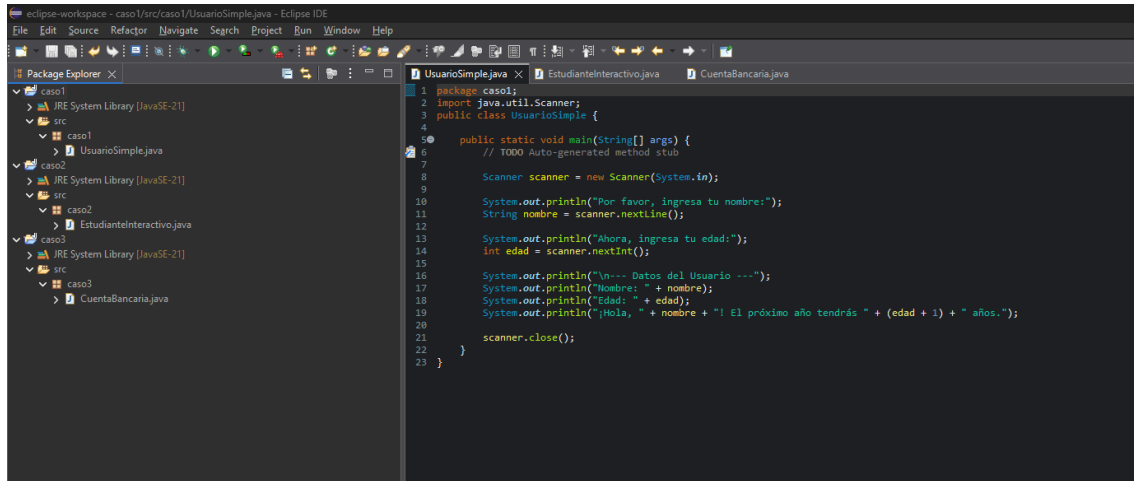 eclipse-workspace - caso1/src/caso1/UsuarioSimple.java - Eclipse IDE
File Edit Source Refactor Navigate Search Project Run Window Help
Package Explorer
caso1
JRE System Library [JavaSE-21]
src
caso1
UsuarioSimple.java
caso2
JRE System Library [JavaSE-21]
src
caso2
EstudianteInteractivo.java
caso3
JRE System Library [JavaSE-21]
src
caso3
CuentaBancaria.java
UsuarioSimple.java EstudianteInteractivo.java CuentaBancaria.java
1 package caso1;
2 import java.util.Scanner;
3 public class UsuarioSimple {
4
5 public static void main(String[] args) {
6 // TODO Auto-generated method stub
7
8 Scanner scanner = new Scanner(System.in);
9
10 System.out.println("Por favor, ingresa tu nombre:");
11 String nombre = scanner.nextLine();
12
13 System.out.println("Ahora, ingresa tu edad:");
14 int edad = scanner.nextInt();
15
16 System.out.println("\n--- Datos del Usuario ---");
17 System.out.println("Nombre: " + nombre);
18 System.out.println("Edad: " + edad);
19 System.out.println("¡Hola, " + nombre + "! El próximo año tendrás " + (edad + 1) + " años.");
20
21 scanner.close();
22 }
23 }